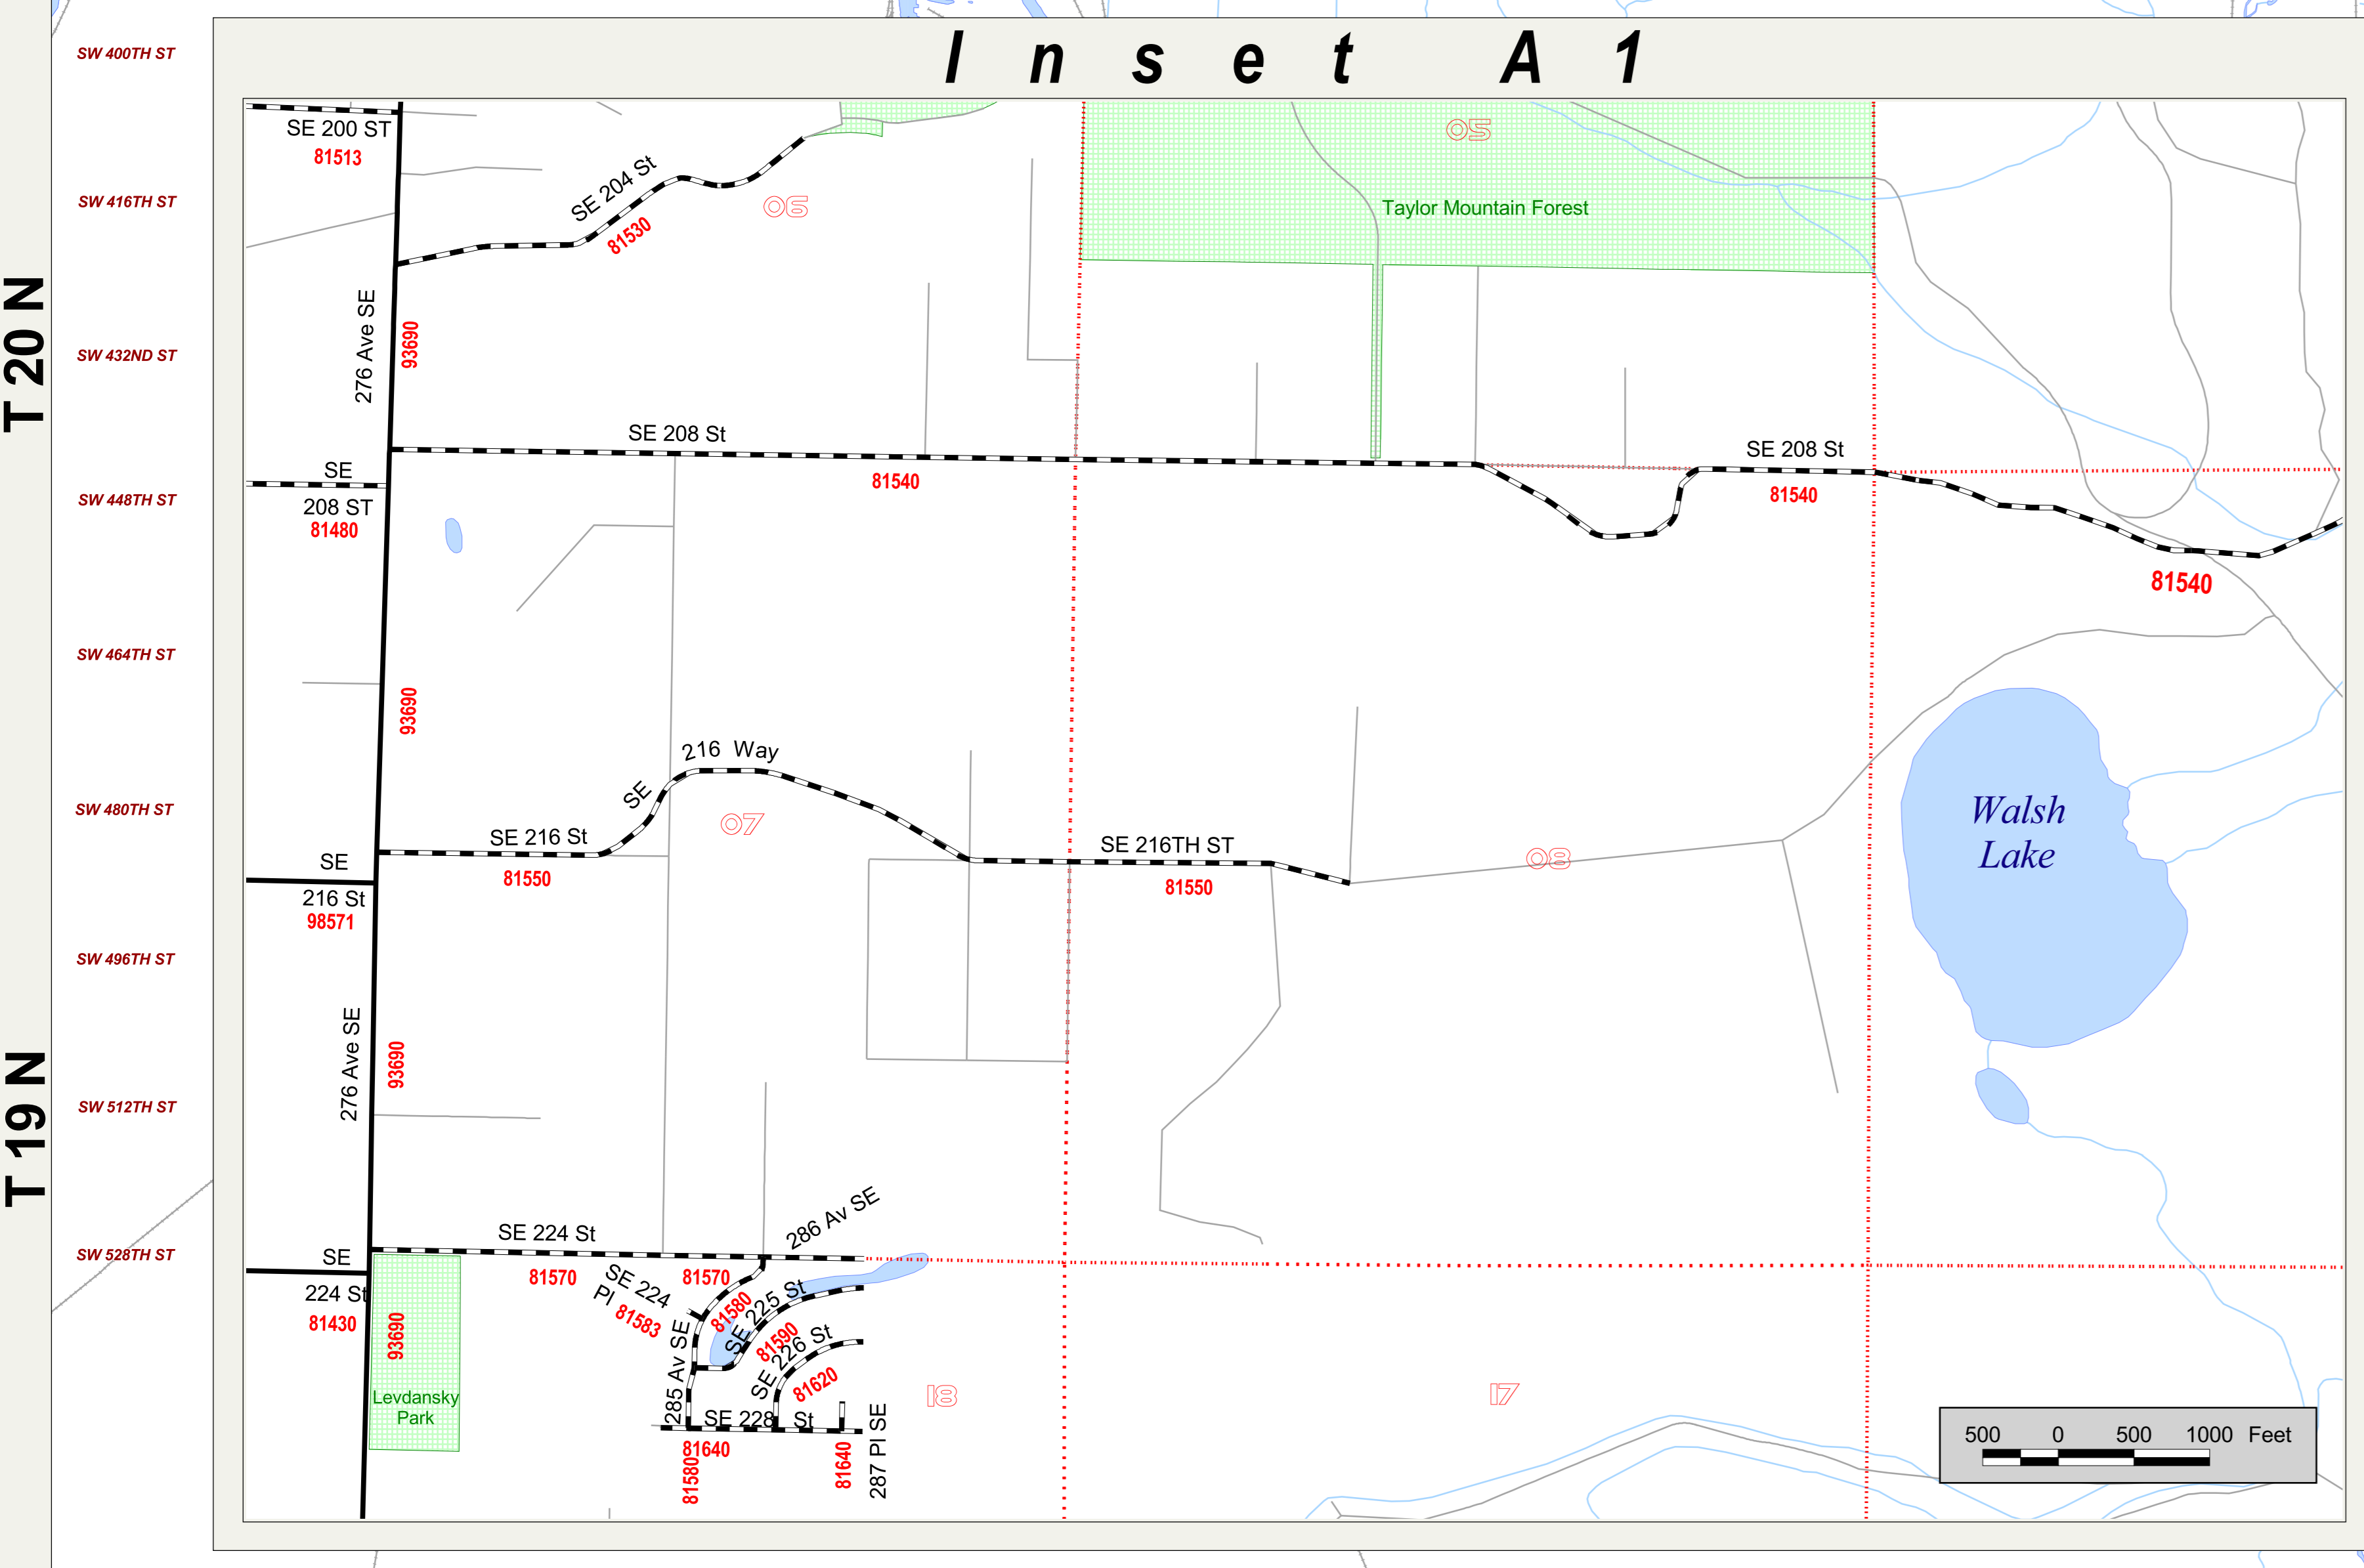 Inset A1
T 20 N
T 19 N
SW 400TH ST
SW 416TH ST
SW 432ND ST
SW 448TH ST
SW 464TH ST
SW 480TH ST
SW 496TH ST
SW 512TH ST
SW 528TH ST
SE 200 ST
81513
SE 204 St
81530
06
05
Taylor Mountain Forest
276 Ave SE
93690
SE 208 St
81540
SE 208 St
81540
81540
SE
208 ST
81480
93690
216 Way
SE
SE 216 St
81550
07
SE 216TH ST
81550
08
Walsh
Lake
SE
216 St
98571
276 Ave SE
93690
SE 224 St
81570
81570
286 Av SE
SE
224 St
81430
93690
Levdansky
Park
SE 224
Pl
81583
81580
SE 225 St
81590
SE 226 St
81620
285 Av SE
SE 228 St
81640
81580
81640
287 Pl SE
18
17
500 0 500 1000 Feet